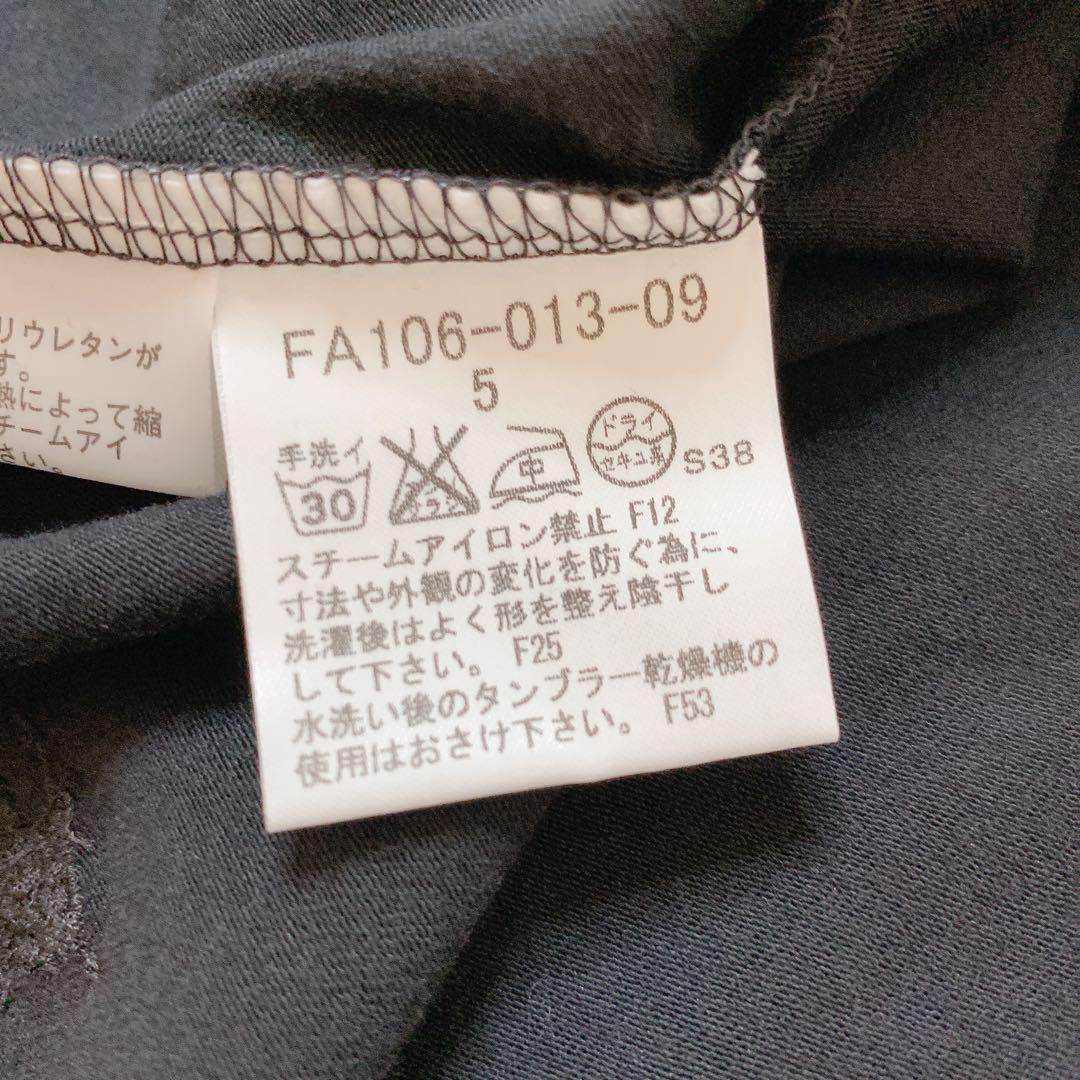 リウレタンが
す。
熱によって縮
チームアイ
さい。
FA106-013-09
5
手洗イ
30
中
ドライ
セキユ系
S38
スチームアイロン禁止 F12
寸法や外観の変化を防ぐ為に、
洗濯後はよく形を整え陰干し
して下さい。 F25
水洗い後のタンブラー乾燥機の
使用はおさけ下さい。 F53